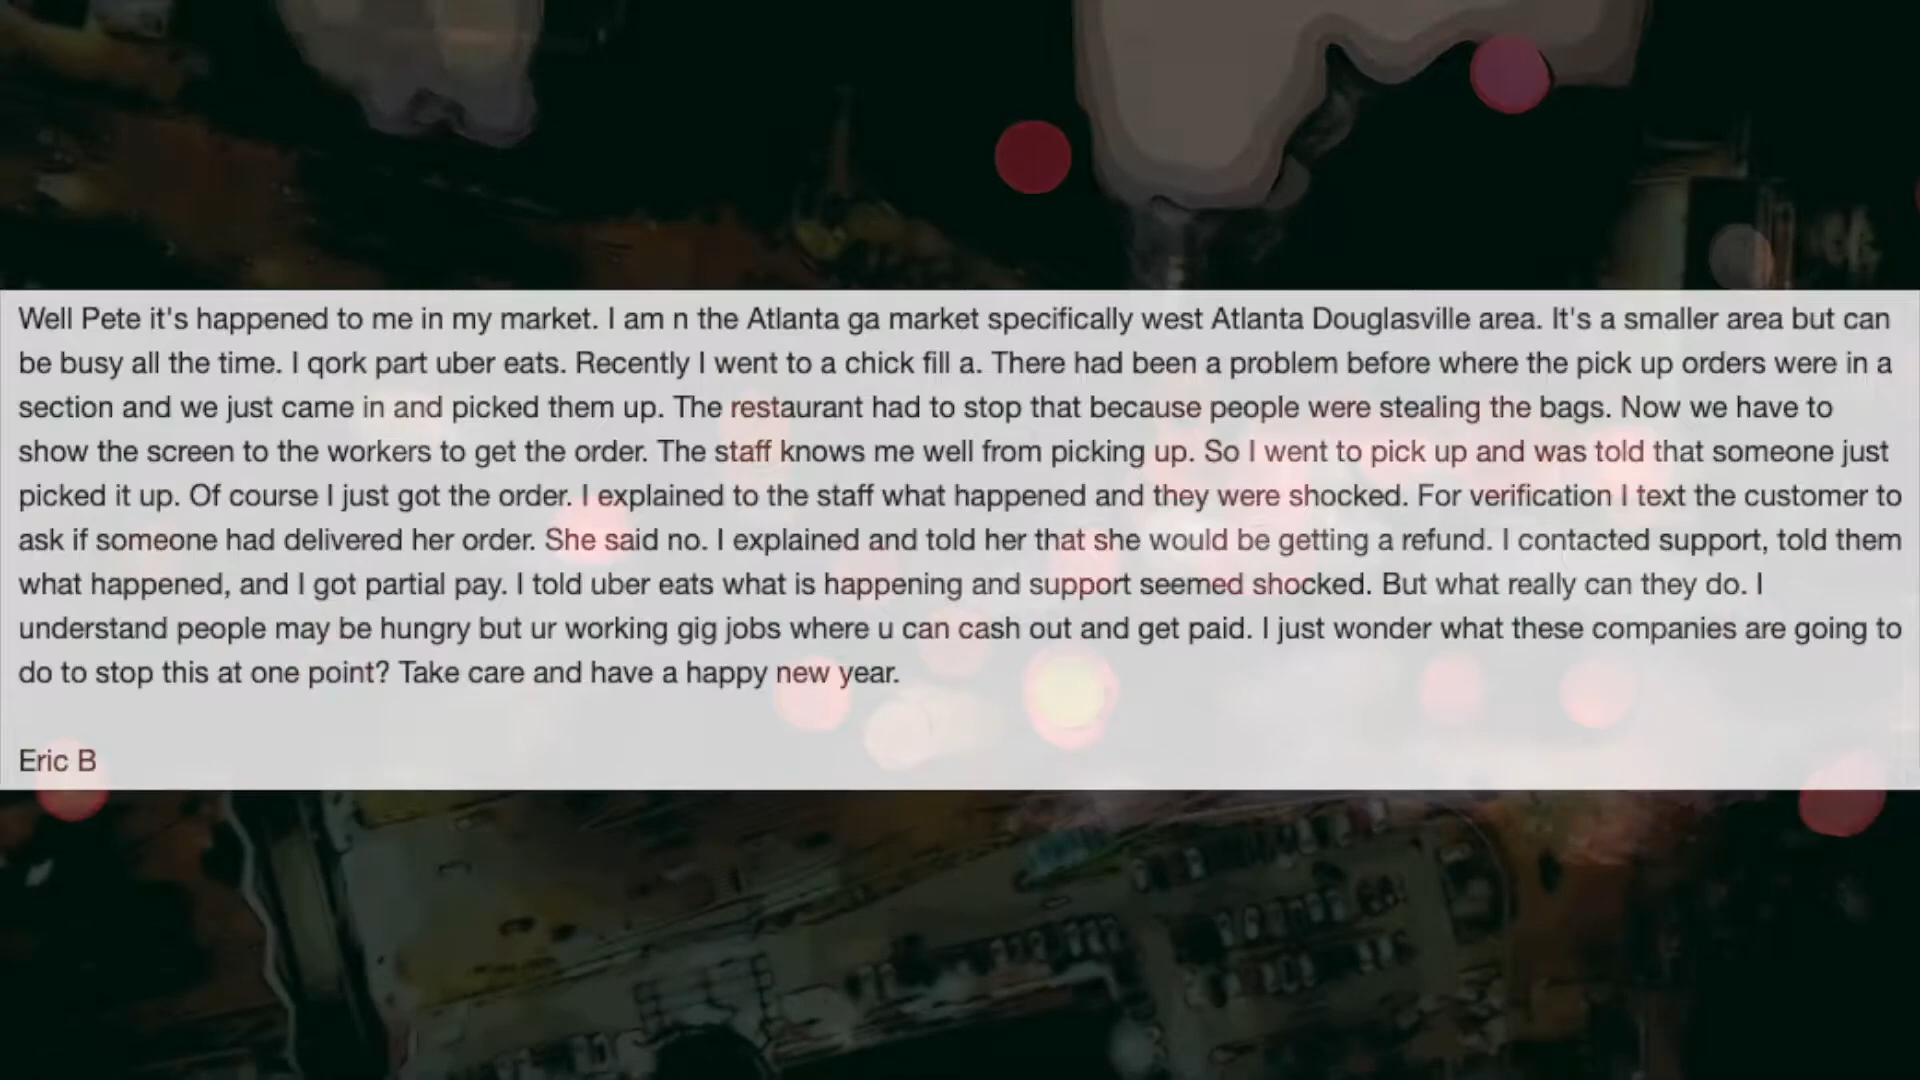 Well Pete it's happened to me in my market. I am n the Atlanta ga market specifically west Atlanta Douglasville area. It's a smaller area but can
be busy all the time. I qork part uber eats. Recently I went to a chick fill a. There had been a problem before where the pick up orders were in a
section and we just came in and picked them up. The restaurant had to stop that because people were stealing the bags. Now we have to
show the screen to the workers to get the order. The staff knows me well from picking up. So I went to pick up and was told that someone just
picked it up. Of course I just got the order. I explained to the staff what happened and they were shocked. For verification I text the customer to
ask if someone had delivered her order. She said no. I explained and told her that she would be getting a refund. I contacted support, told them
what happened, and I got partial pay. I told uber eats what is happening and support seemed shocked. But what really can they do. I
understand people may be hungry but ur working gig jobs where u can cash out and get paid. I just wonder what these companies are going to
do to stop this at one point? Take care and have a happy new year.
Eric B